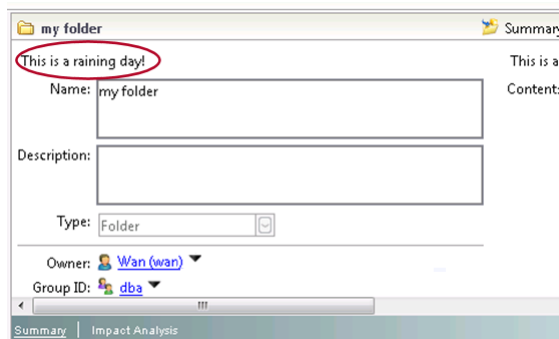 my folder
Summary
This is a raining day!
This is a
Name: my folder
Content:
Description:
Type: Folder
Owner: Wan (wan)
Group ID: dba
Summary | Impact Analysis